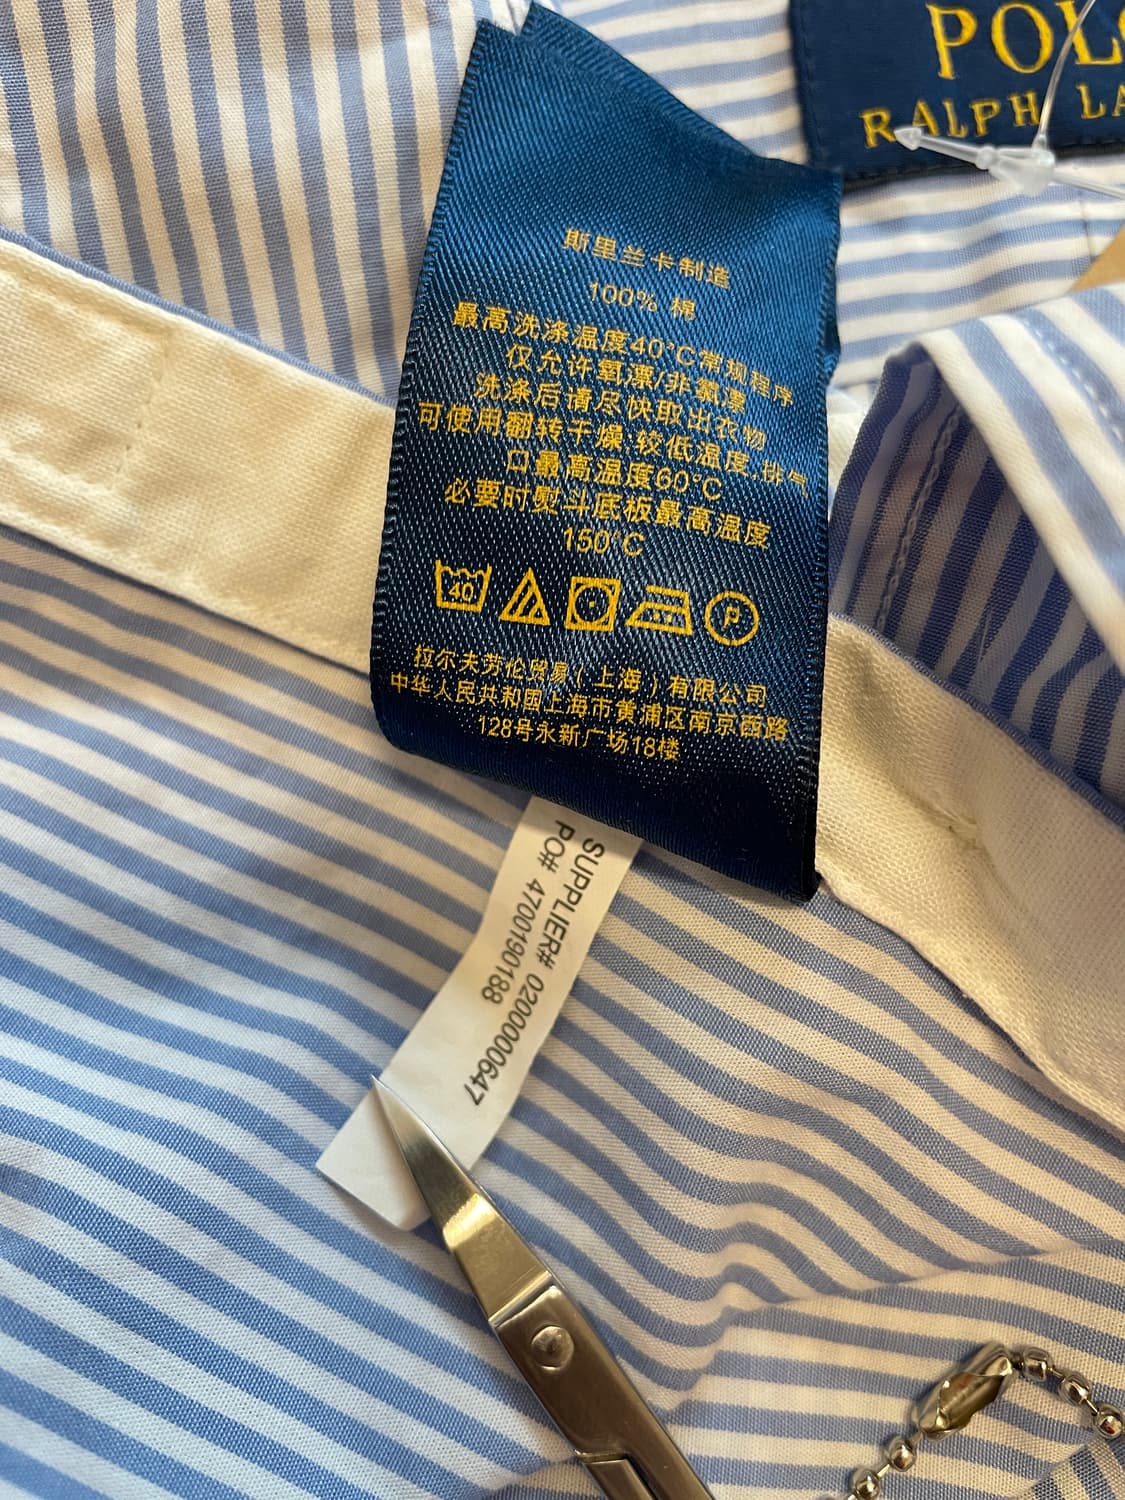 POLO
RALPH LA
斯里兰卡制造
100% 棉
最高洗涤温度40°C常规程序
仅允许氧漂/非氯漂
洗涤后请尽快取出衣物
可使用翻转干燥,较低温度,排气
口最高温度60°C
必要时熨斗底板最高温度
150°C
40
P
拉尔夫劳伦贸易(上海)有限公司
中华人民共和国上海市黄浦区南京西路
128号永新广场18楼
SUPPLIER# 0200000647
PO# 4700190188